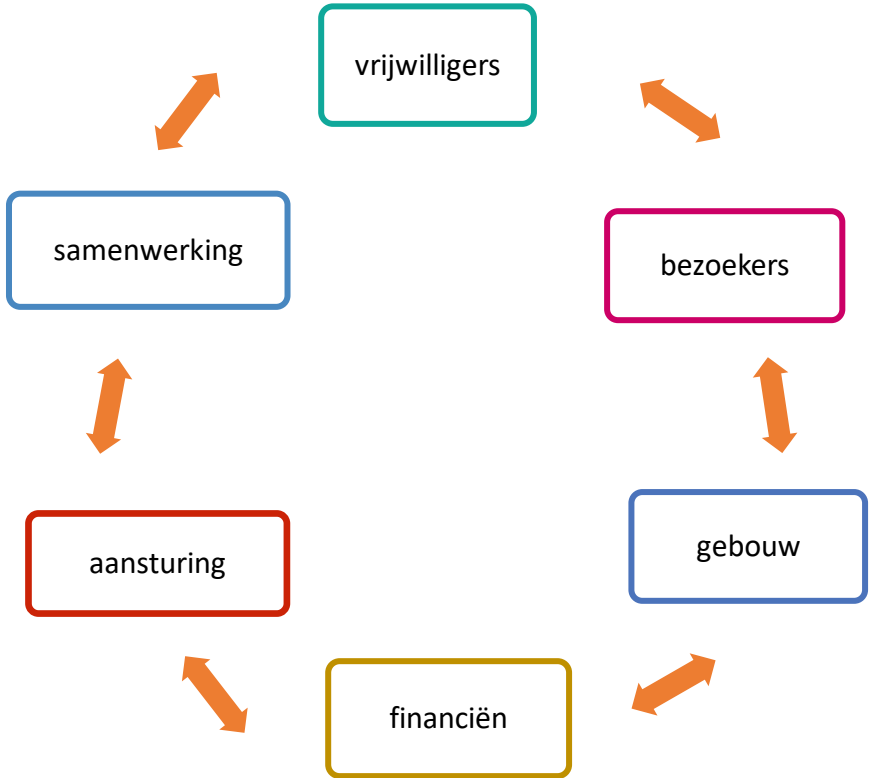 vrijwilligers
samenwerking
bezoekers
aansturing
gebouw
financiën